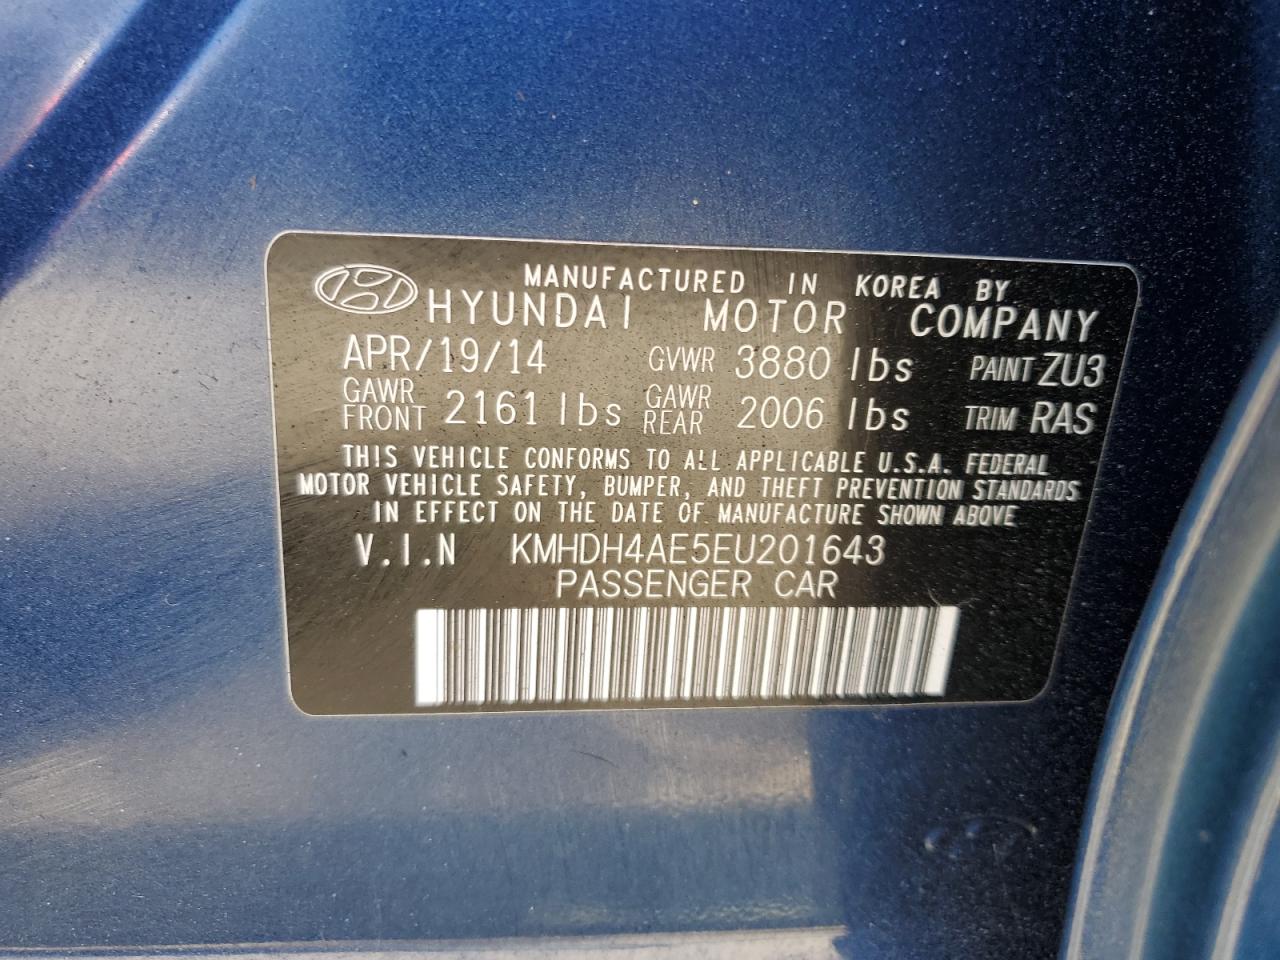 MANUFACTURED IN KOREA BY
HYUNDAI MOTOR COMPANY
APR/19/14 GVWR 3880 lbs PAINT ZU3
GAWR FRONT 2161 lbs GAWR REAR 2006 lbs TRIM RAS
THIS VEHICLE CONFORMS TO ALL APPLICABLE U.S.A. FEDERAL
MOTOR VEHICLE SAFETY, BUMPER, AND THEFT PREVENTION STANDARDS
IN EFFECT ON THE DATE OF MANUFACTURE SHOWN ABOVE
V.I.N KMHDH4AE5EU201643
PASSENGER CAR